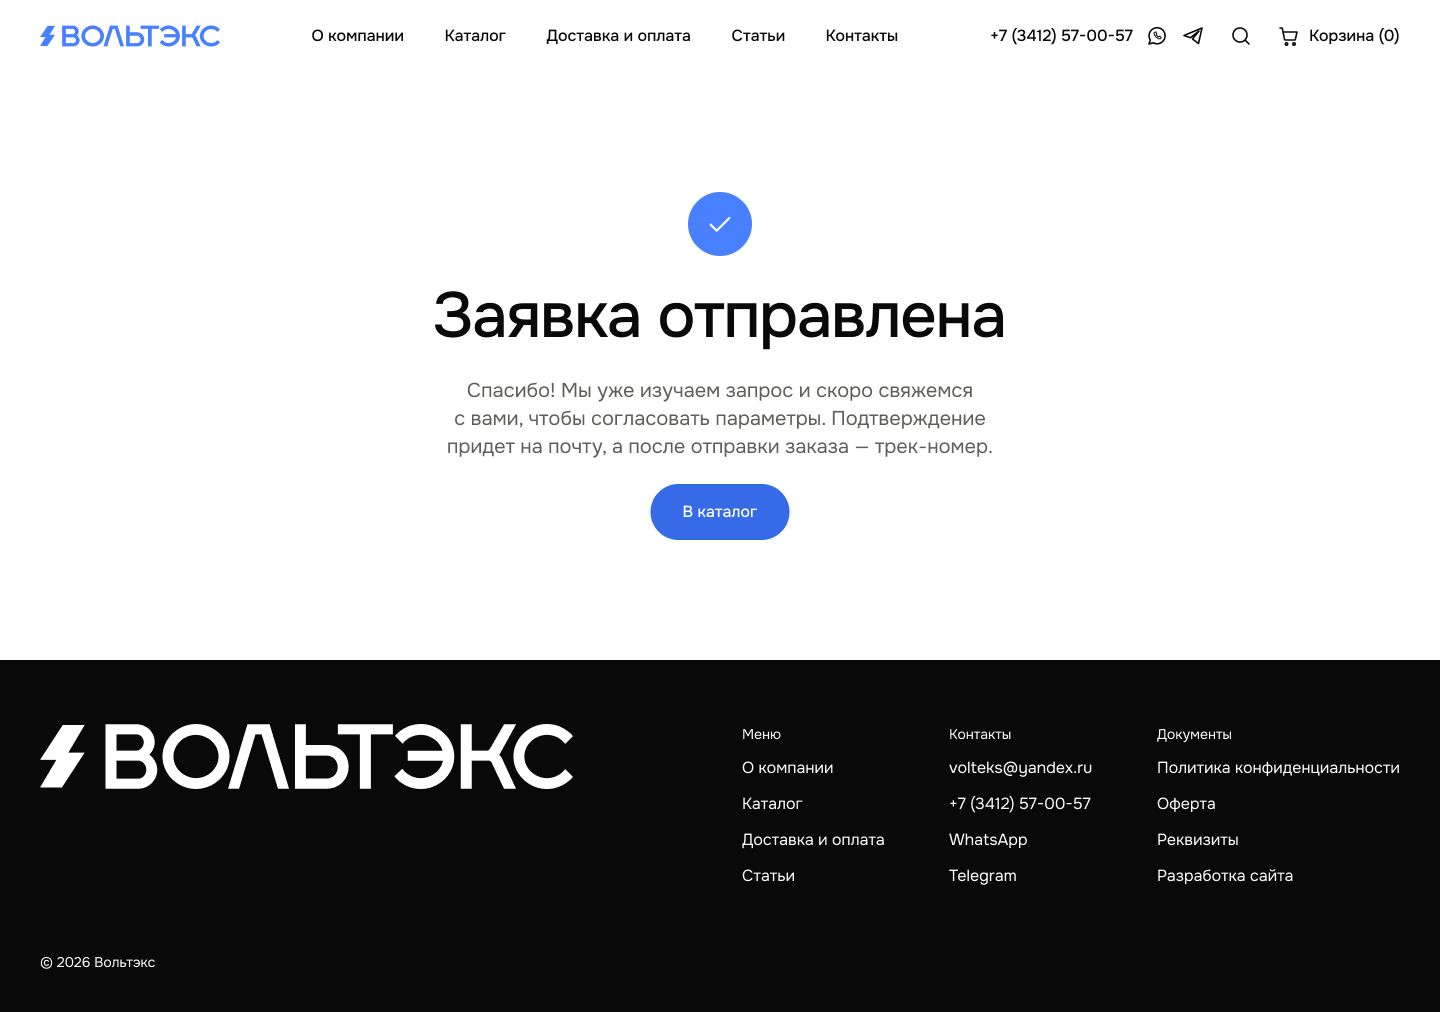 ВОЛЬТЭКС
О компании
Каталог
Доставка и оплата
Статьи
Контакты
+7 (3412) 57-00-57
Корзина (0)
Заявка отправлена
Спасибо! Мы уже изучаем запрос и скоро свяжемся
с вами, чтобы согласовать параметры. Подтверждение
придет на почту, а после отправки заказа — трек-номер.
В каталог
ВОЛЬТЭКС
Меню
О компании
Каталог
Доставка и оплата
Статьи
Контакты
volteks@yandex.ru
+7 (3412) 57-00-57
WhatsApp
Telegram
Документы
Политика конфиденциальности
Оферта
Реквизиты
Разработка сайта
© 2026 Вольтэкс